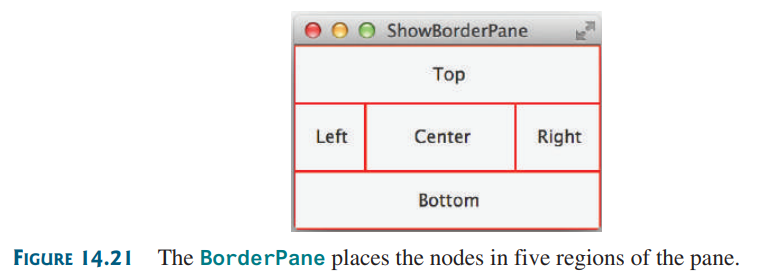 ShowBorderPane
Top
Left Center Right
Bottom
FIGURE 14.21 The BorderPane places the nodes in five regions of the pane.